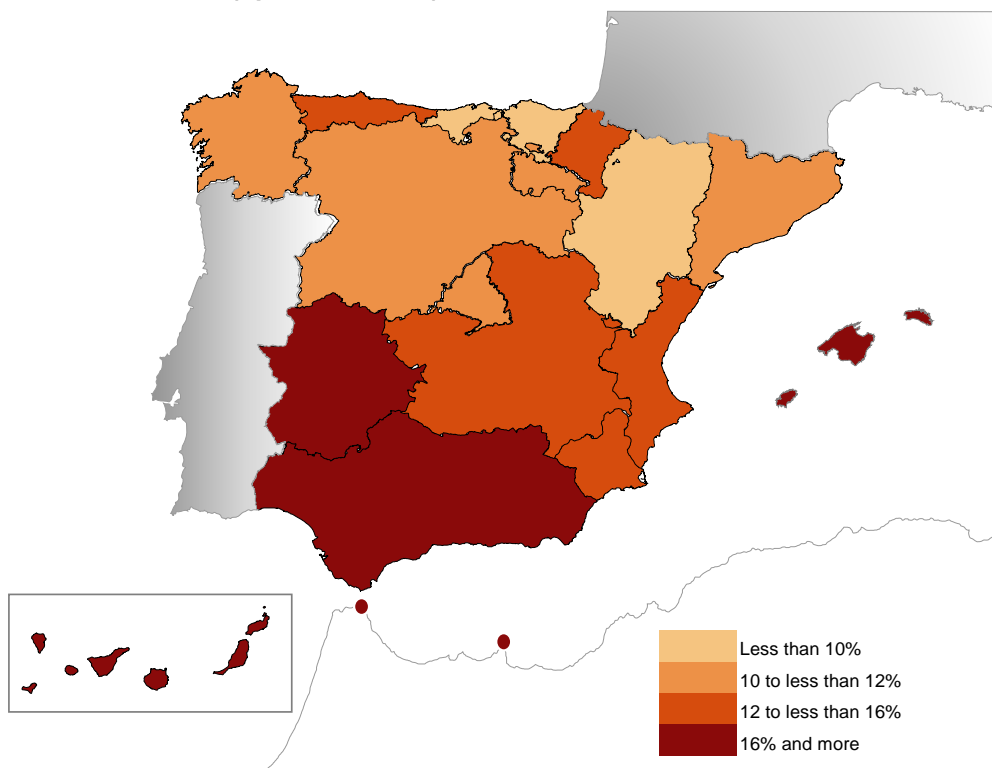 Less than 10%
10 to less than 12%
12 to less than 16%
16% and more